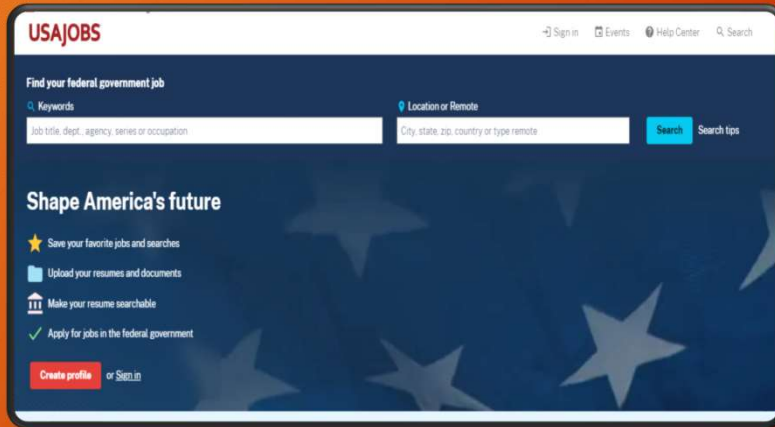 USAJOBS
Sign in Events Help Center Search
Find your federal government job
Keywords
Location or Remote
Job title, dept., agency, series or occupation
City, state, zip, country or type remote
Search Search tips
Shape America's future
Save your favorite jobs and searches
Upload your resumes and documents
Make your resume searchable
Apply for jobs in the federal government
Create profile or Sign in